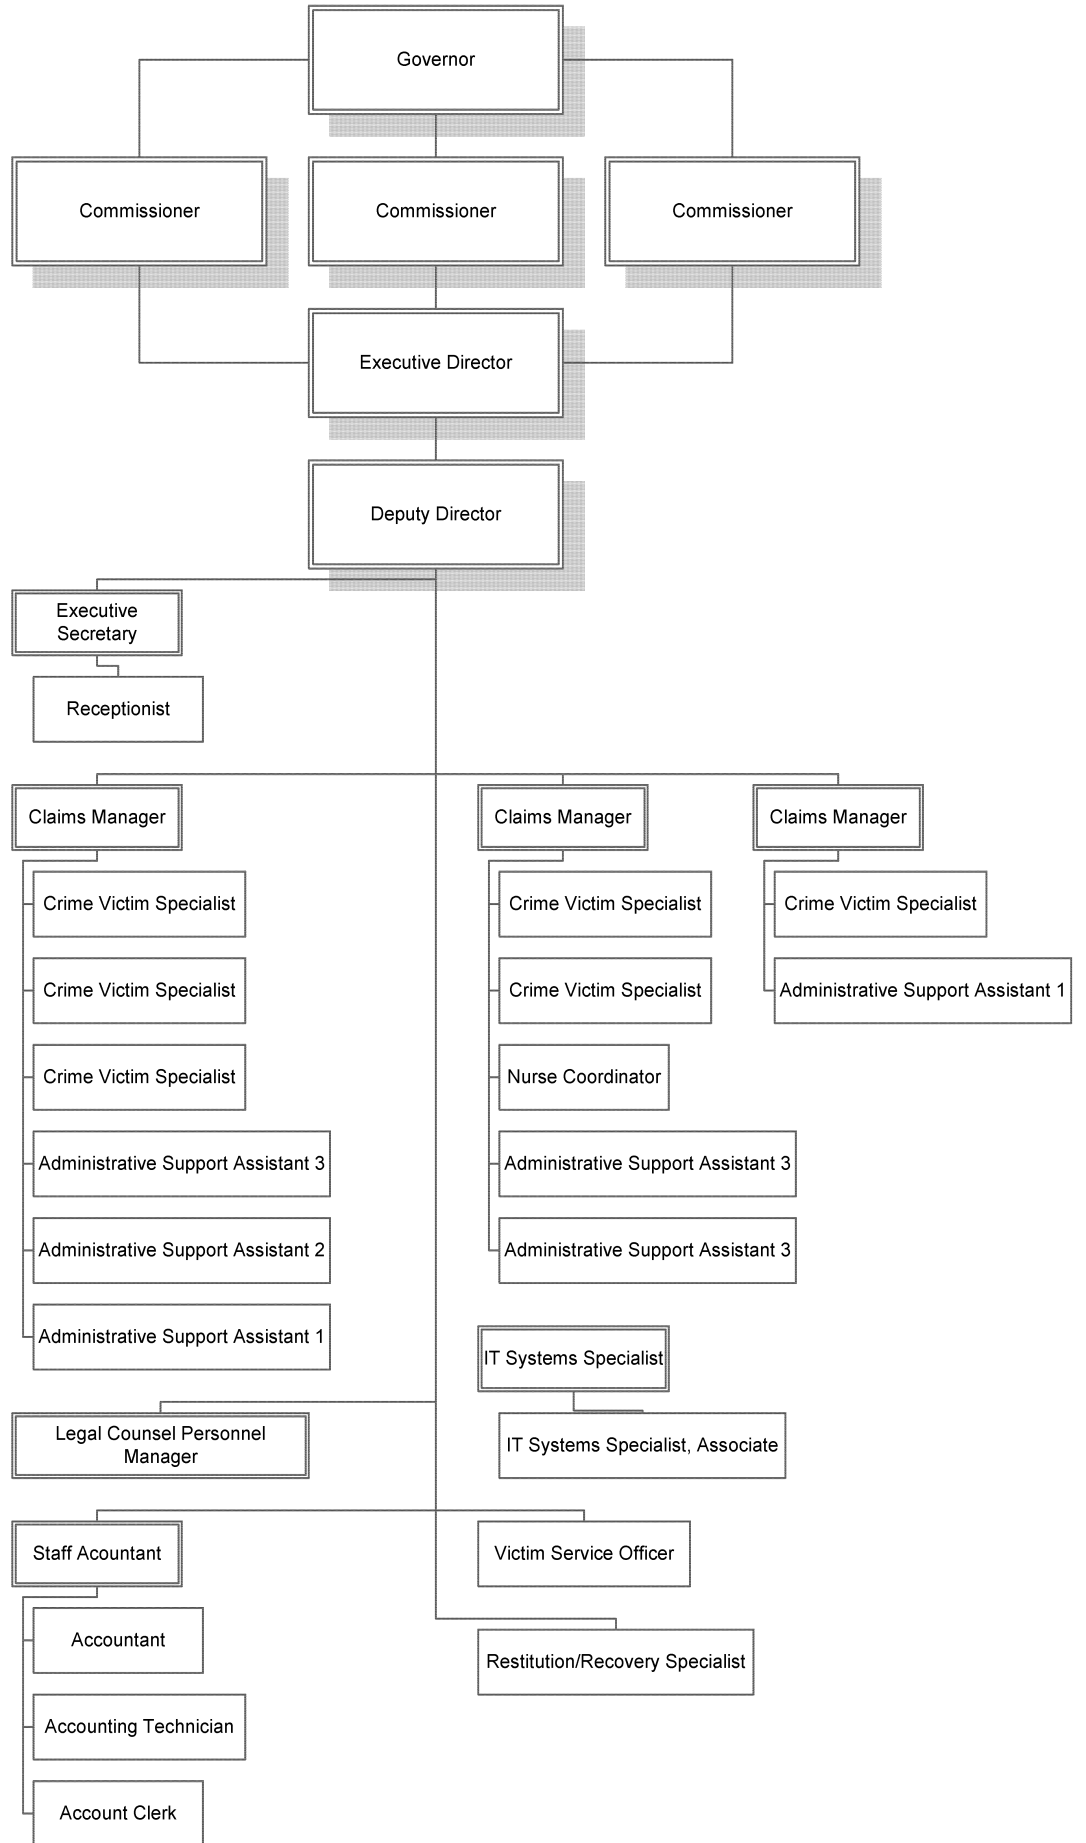 Governor
Commissioner
Commissioner
Commissioner
Executive Director
Deputy Director
Executive
Secretary
Receptionist
Claims Manager
Crime Victim Specialist
Crime Victim Specialist
Crime Victim Specialist
Administrative Support Assistant 3
Administrative Support Assistant 2
Administrative Support Assistant 1
Claims Manager
Crime Victim Specialist
Crime Victim Specialist
Nurse Coordinator
Administrative Support Assistant 3
Administrative Support Assistant 3
Claims Manager
Crime Victim Specialist
Administrative Support Assistant 1
IT Systems Specialist
IT Systems Specialist, Associate
Legal Counsel Personnel
Manager
Staff Acountant
Accountant
Accounting Technician
Account Clerk
Victim Service Officer
Restitution/Recovery Specialist